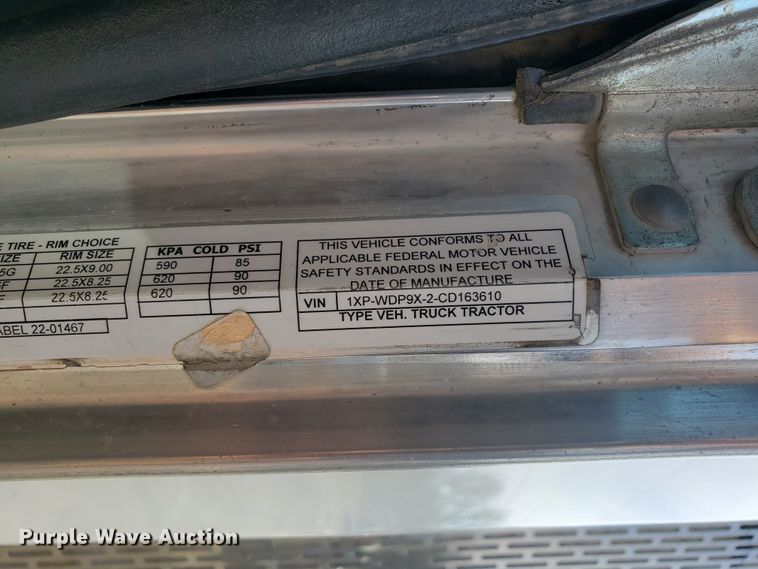 E TIRE - RIM CHOICE
SIZE RIM SIZE
5G 22.5X9.00
FF 22.5X8.25
F 22.5X8.25
ABEL 22-01467
KPA COLD PSI
590 85
620 90
620 90
THIS VEHICLE CONFORMS TO ALL
APPLICABLE FEDERAL MOTOR VEHICLE
SAFETY STANDARDS IN EFFECT ON THE
DATE OF MANUFACTURE
VIN 1XP-WDP9X-2-CD163610
TYPE VEH. TRUCK TRACTOR
Purple Wave Auction